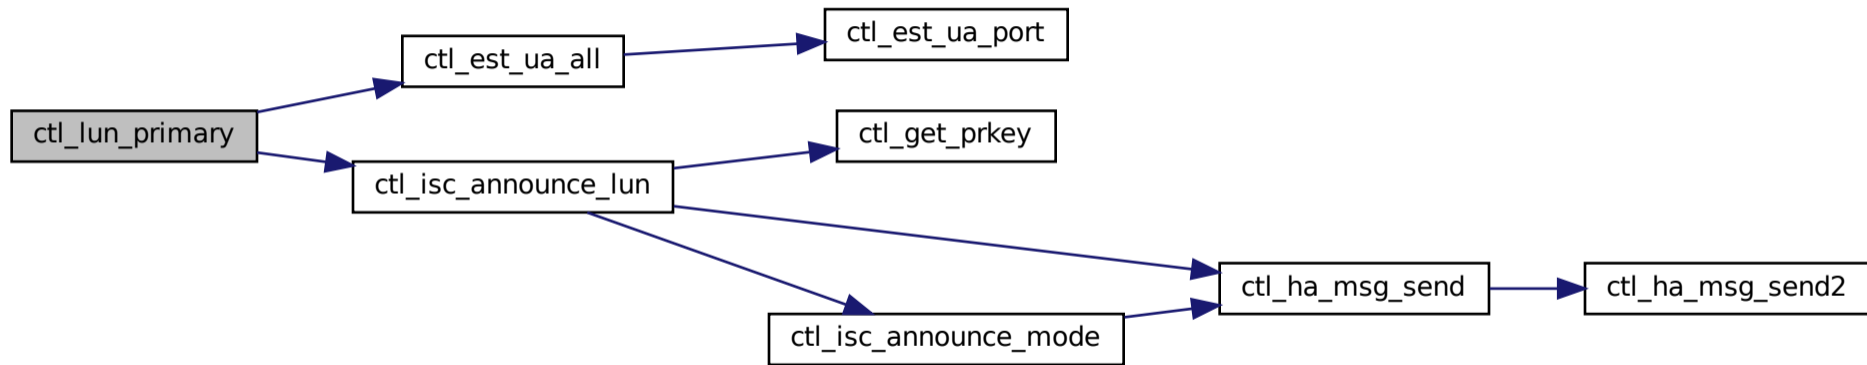 ctl_est_ua_port
ctl_est_ua_all
ctl_lun_primary
ctl_get_prkey
ctl_isc_announce_lun
ctl_ha_msg_send
ctl_ha_msg_send2
ctl_isc_announce_mode